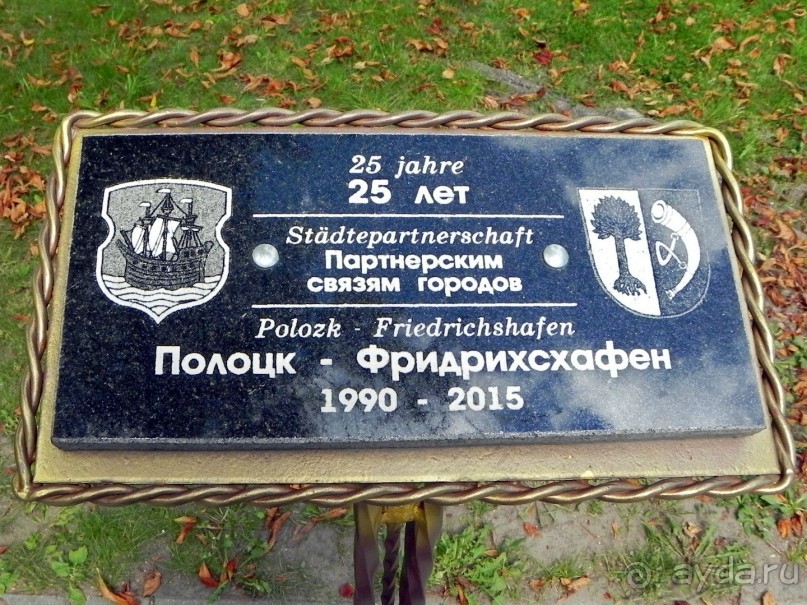 25 jahre
25 лет
Städtepartnerschaft
Партнерским
связям городов
Polozk - Friedrichshafen
Полоцк - Фридрихсхафен
1990 - 2015
ayda.ru